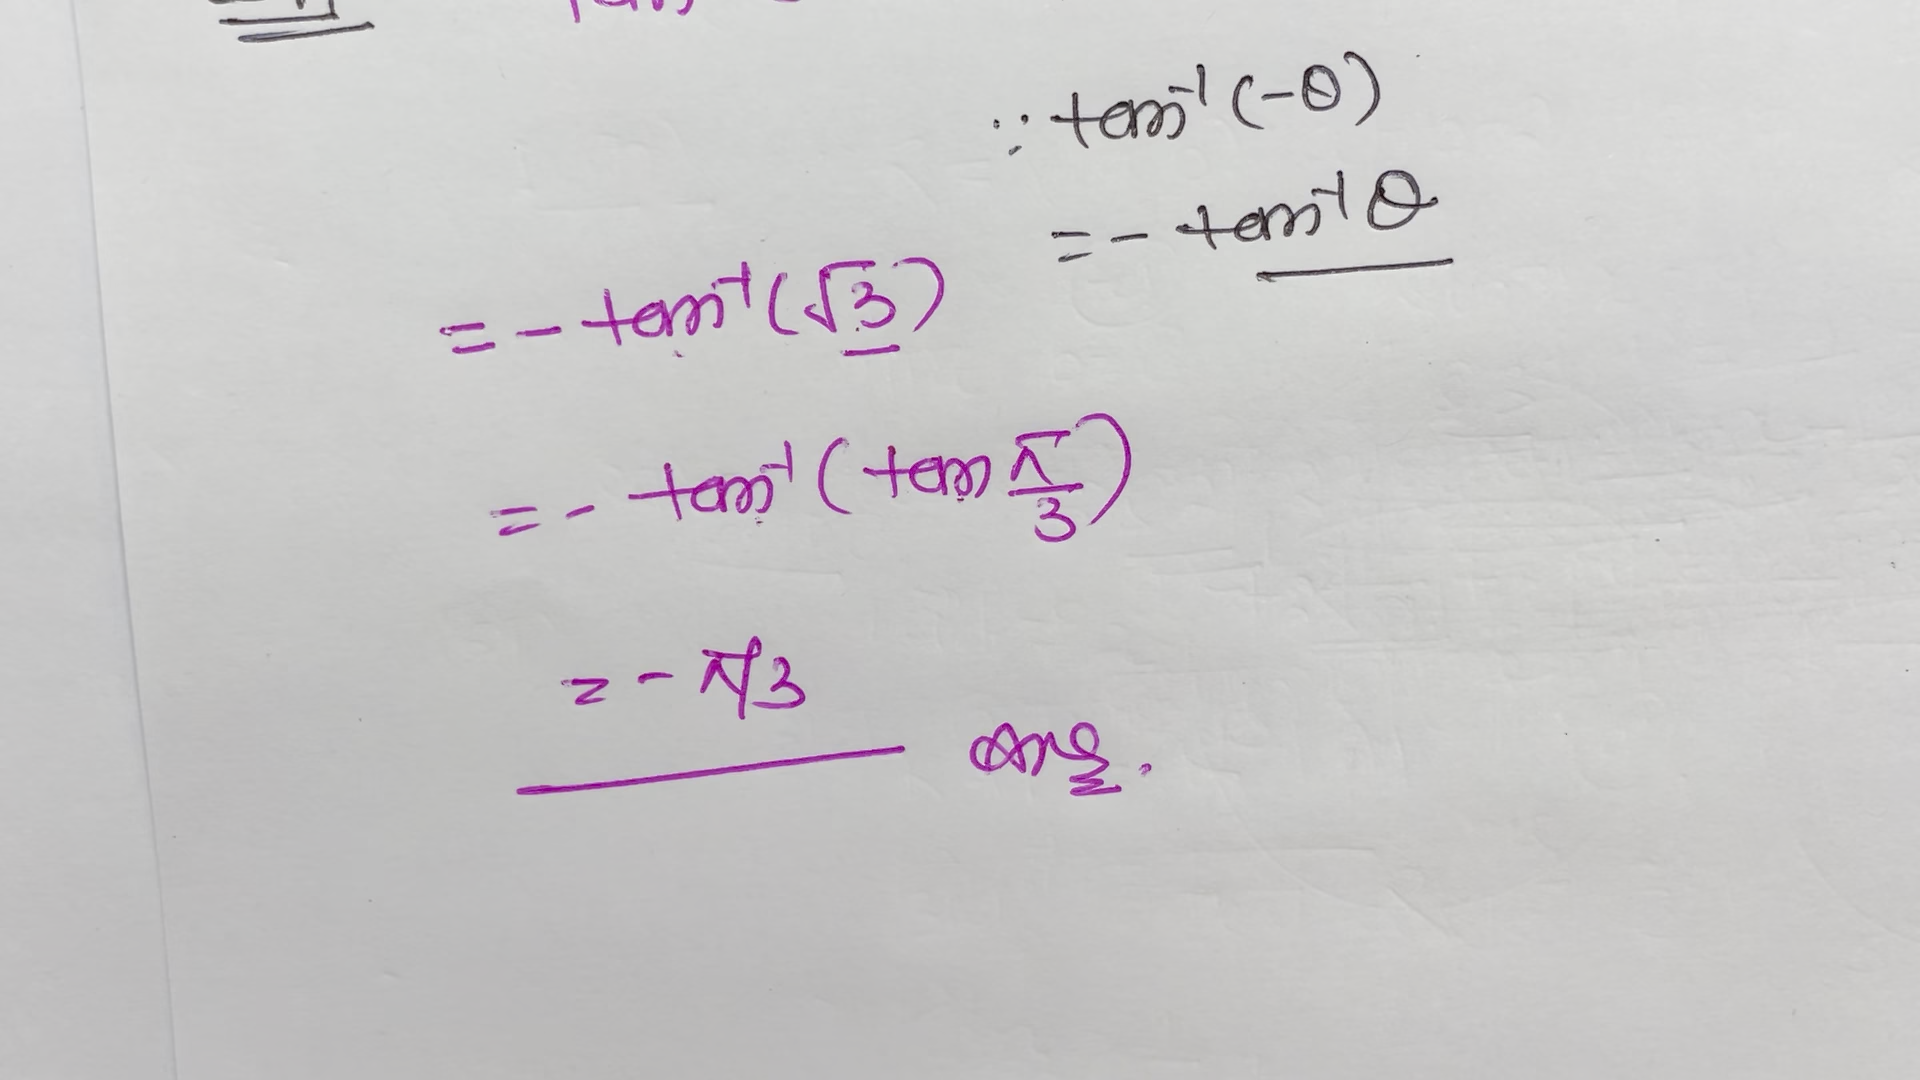 ∵ tan⁻¹(-θ)
= - tan⁻¹θ
= - tan⁻¹(√3)
= - tan⁻¹(tan π/3)
= - π/3
Ans.